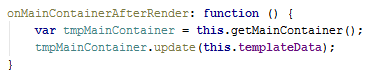 onMainContainerAfterRender: function () {
    var tmpMainContainer = this.getMainContainer();
    tmpMainContainer.update(this.templateData);
}